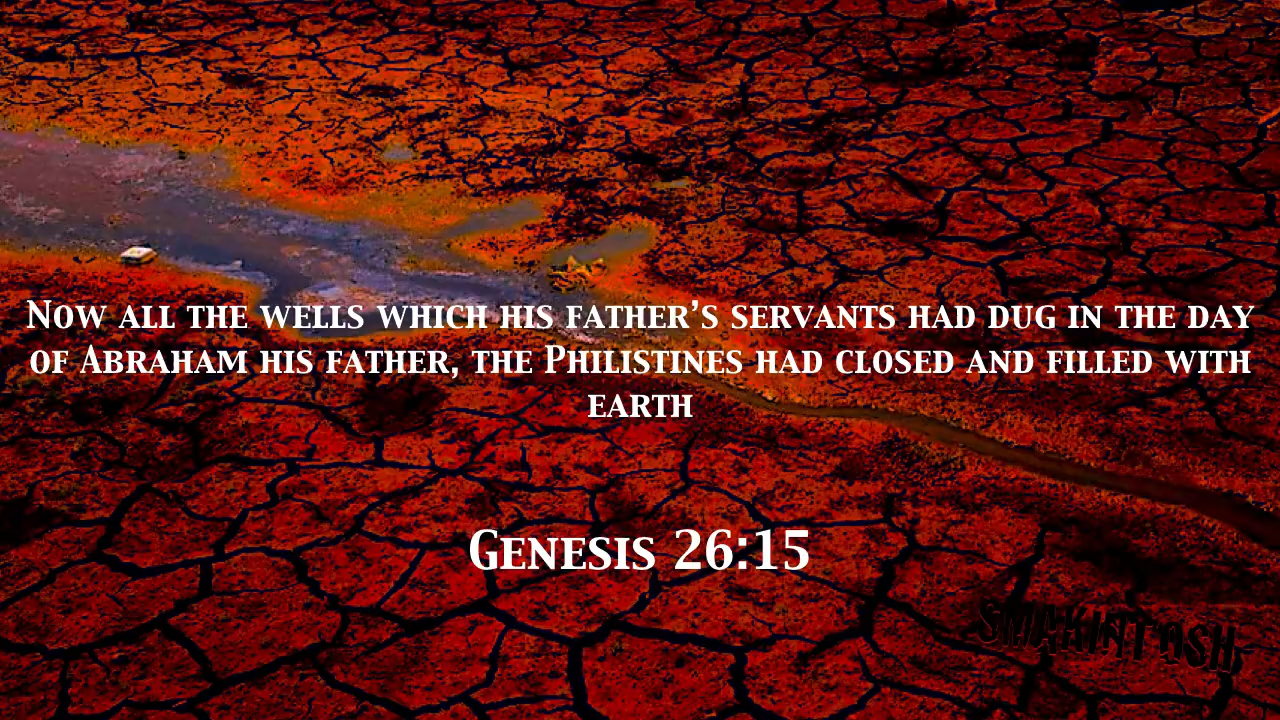 Now all the wells which his father's servants had dug in the day
of Abraham his father, the Philistines had closed and filled with
earth
Genesis 26:15
SMAKINTASH